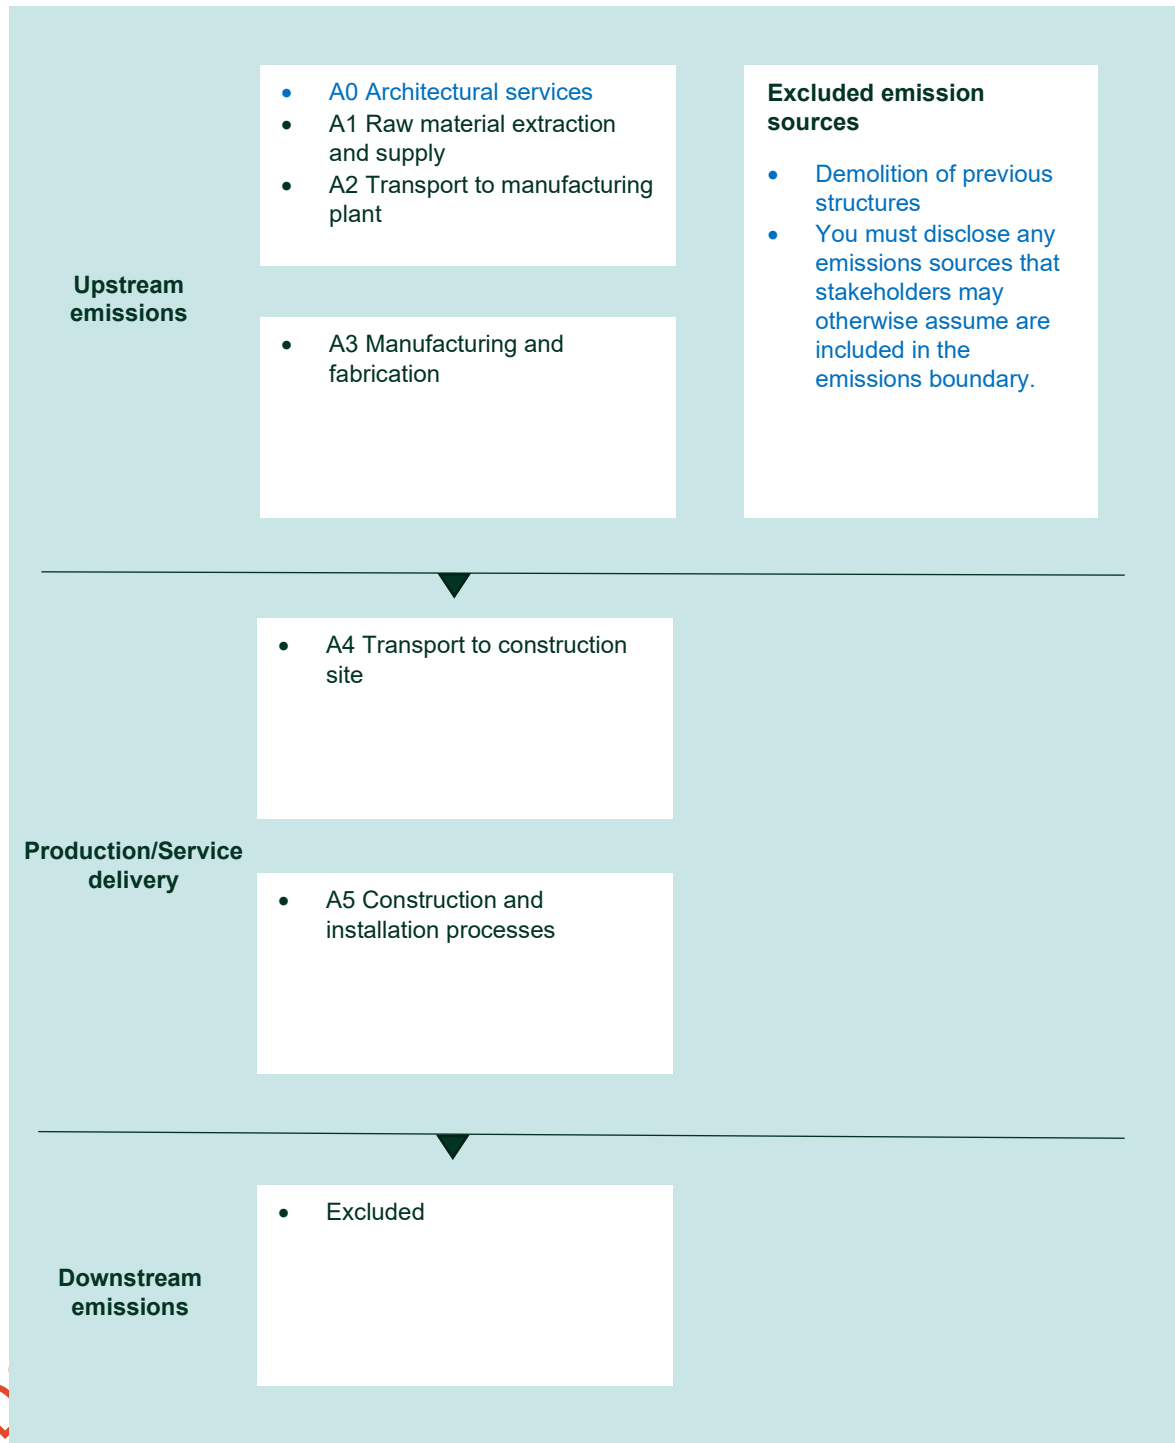 Upstream
emissions
• A0 Architectural services
• A1 Raw material extraction
and supply
• A2 Transport to manufacturing
plant
• A3 Manufacturing and
fabrication
Excluded emission
sources
• Demolition of previous
structures
• You must disclose any
emissions sources that
stakeholders may
otherwise assume are
included in the
emissions boundary.
Production/Service
delivery
• A4 Transport to construction
site
• A5 Construction and
installation processes
Downstream
emissions
• Excluded